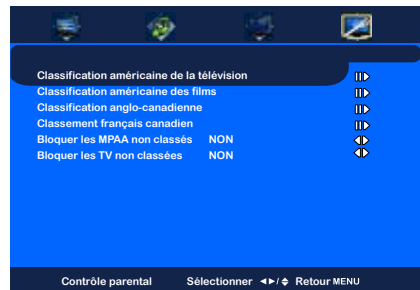 Classification américaine de la télévision
Classification américaine des films
Classification anglo-canadienne
Classement français canadien
Bloquer les MPAA non classés NON
Bloquer les TV non classées NON
Contrôle parental Sélectionner ◄►/♦ Retour MENU